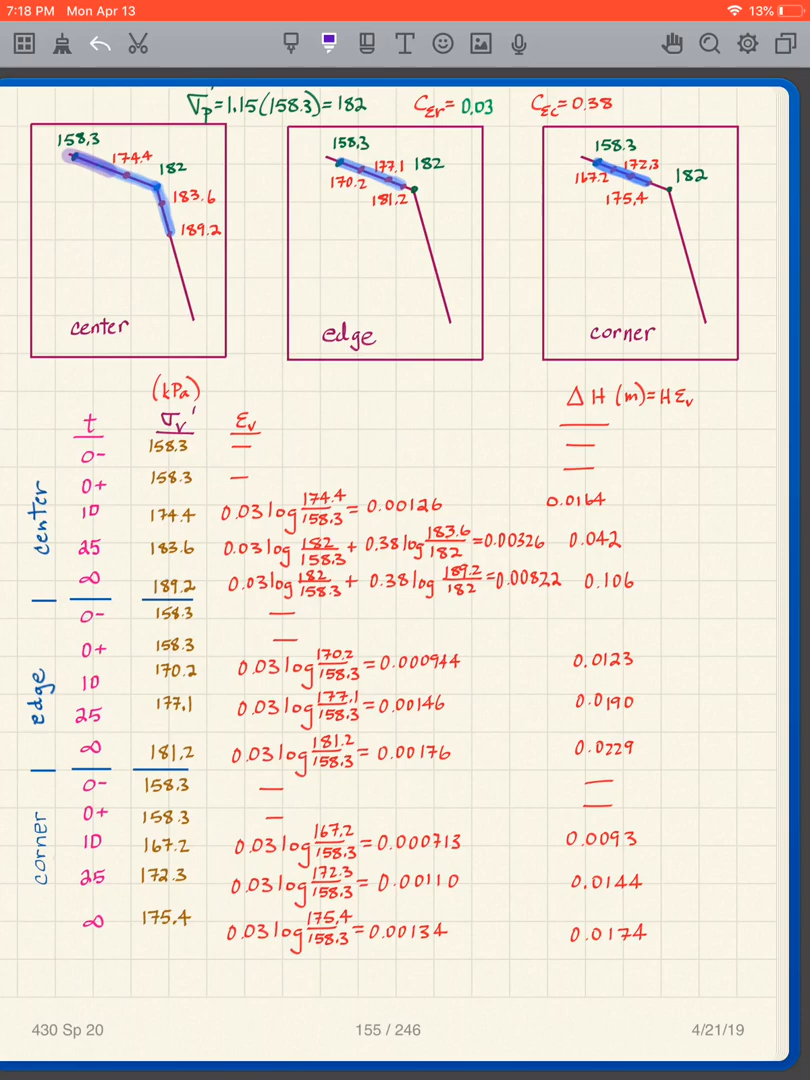 7:18 PM Mon Apr 13
13%
σp' = 1.15(158.3) = 182 Cεr = 0.03 Cεc = 0.38
158.3
174.4
182
183.6
189.2
center
158.3
177.1
182
170.2
181.2
edge
158.3
172.3
167.2
182
175.4
corner
(kPa)
t σv' εv Δ H (m) = H εv
center
0- 158.3 — —
0+ 158.3 — —
10 174.4 0.03 log 174.4/158.3 = 0.00126 0.0164
25 183.6 0.03 log 182/158.3 + 0.38 log 183.6/182 = 0.00326 0.042
∞ 189.2 0.03 log 182/158.3 + 0.38 log 189.2/182 = 0.00822 0.106
edge
0- 158.3 —
0+ 158.3 —
10 170.2 0.03 log 170.2/158.3 = 0.000944 0.0123
25 177.1 0.03 log 177.1/158.3 = 0.00146 0.0190
∞ 181.2 0.03 log 181.2/158.3 = 0.00176 0.0229
corner
0- 158.3 — —
0+ 158.3 — —
10 167.2 0.03 log 167.2/158.3 = 0.000713 0.0093
25 172.3 0.03 log 172.3/158.3 = 0.00110 0.0144
∞ 175.4 0.03 log 175.4/158.3 = 0.00134 0.0174
430 Sp 20 155 / 246 4/21/19